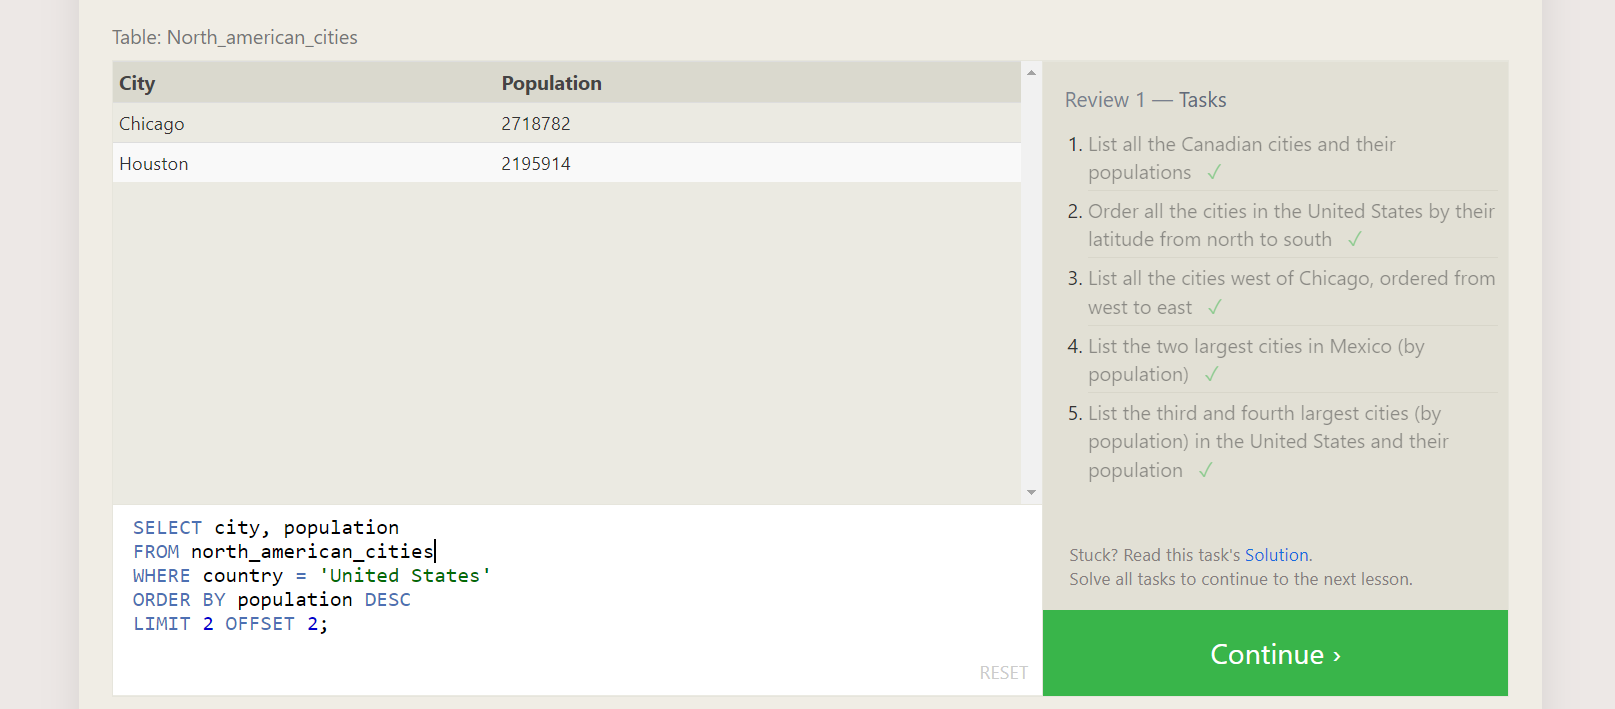 Table: North_american_cities
City Population
Chicago 2718782
Houston 2195914
SELECT city, population
FROM north_american_cities
WHERE country = 'United States'
ORDER BY population DESC
LIMIT 2 OFFSET 2;
RESET
Review 1 — Tasks
1. List all the Canadian cities and their
populations ✓
2. Order all the cities in the United States by their
latitude from north to south ✓
3. List all the cities west of Chicago, ordered from
west to east ✓
4. List the two largest cities in Mexico (by
population) ✓
5. List the third and fourth largest cities (by
population) in the United States and their
population ✓
Stuck? Read this task's Solution.
Solve all tasks to continue to the next lesson.
Continue ›